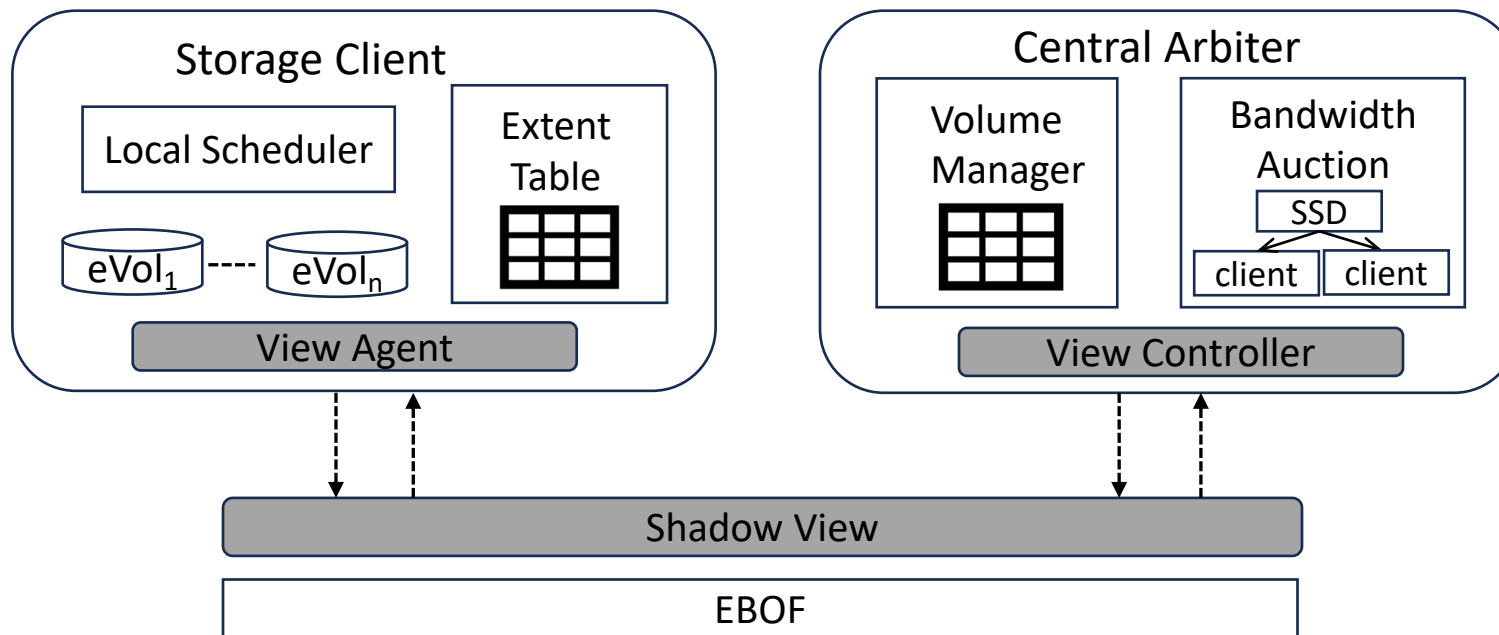 Storage Client
Local Scheduler
Extent
Table
eVol1
eVoln
View Agent
Central Arbiter
Volume
Manager
Bandwidth
Auction
SSD
client
client
View Controller
Shadow View
EBOF